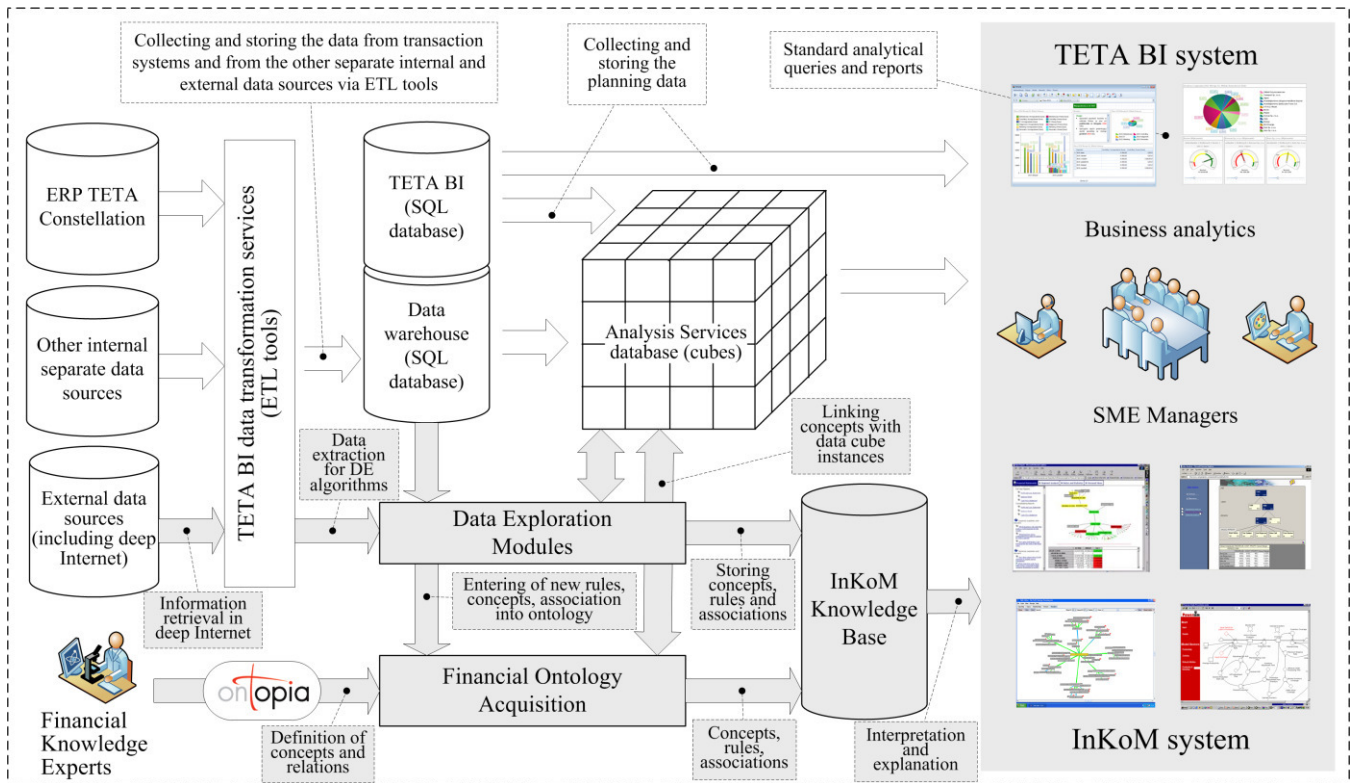 Collecting and storing the data from transaction
systems and from the other separate internal and
external data sources via ETL tools
Collecting and
storing the
planning data
Standard analytical
queries and reports
TETA BI system
ERP TETA
Constellation
Other internal
separate data
sources
External data
sources
(including deep
Internet)
TETA BI data transformation services
(ETL tools)
TETA BI
(SQL
database)
Data
warehouse
(SQL
database)
Analysis Services
database (cubes)
Business analytics
SME Managers
Data
extraction
for DE
algorithms
Linking
concepts with
data cube
instances
Data Exploration
Modules
Information
retrieval in
deep Internet
Entering of new rules,
concepts, association
into ontology
Storing
concepts,
rules and
associations
InKoM
Knowledge
Base
Financial
Knowledge
Experts
ontopia
Definition of
concepts and
relations
Financial Ontology
Acquisition
Concepts,
rules,
associations
Interpretation
and
explanation
InKoM system